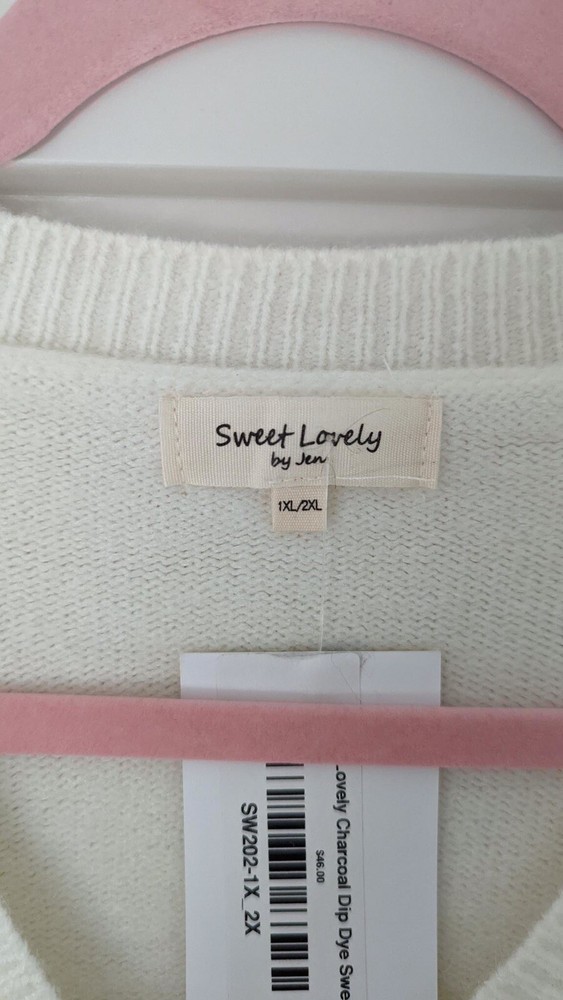 Sweet Lovely
by Jen
1XL/2XL
Lovely Charcoal Dip Dye Swe
$46.00
SW202-1X_2X